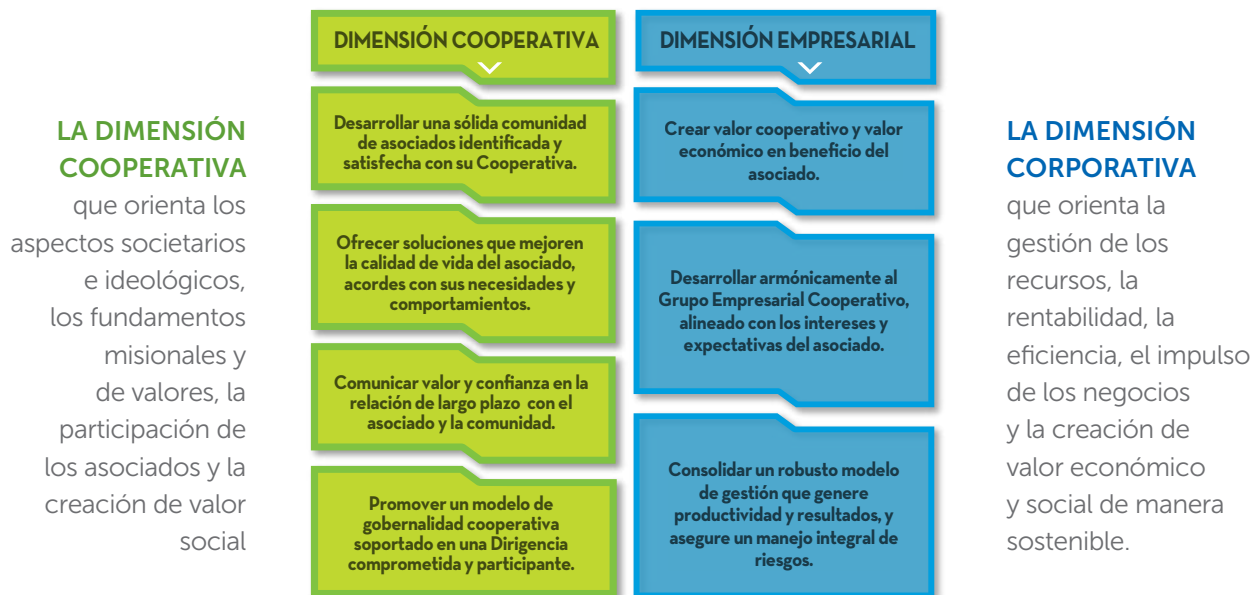 LA DIMENSIÓN
COOPERATIVA
que orienta los
aspectos societarios
e ideológicos,
los fundamentos
misionales y
de valores, la
participación de
los asociados y la
creación de valor
social
DIMENSIÓN COOPERATIVA
Desarrollar una sólida comunidad
de asociados identificada y
satisfecha con su Cooperativa.
Ofrecer soluciones que mejoren
la calidad de vida del asociado,
acordes con sus necesidades y
comportamientos.
Comunicar valor y confianza en la
relación de largo plazo con el
asociado y la comunidad.
Promover un modelo de
gobernalidad cooperativa
soportado en una Dirigencia
comprometida y participante.
DIMENSIÓN EMPRESARIAL
Crear valor cooperativo y valor
económico en beneficio del
asociado.
Desarrollar armónicamente al
Grupo Empresarial Cooperativo,
alineado con los intereses y
expectativas del asociado.
Consolidar un robusto modelo
de gestión que genere
productividad y resultados, y
asegure un manejo integral de
riesgos.
LA DIMENSIÓN
CORPORATIVA
que orienta la
gestión de los
recursos, la
rentabilidad, la
eficiencia, el impulso
de los negocios
y la creación de
valor económico
y social de manera
sostenible.